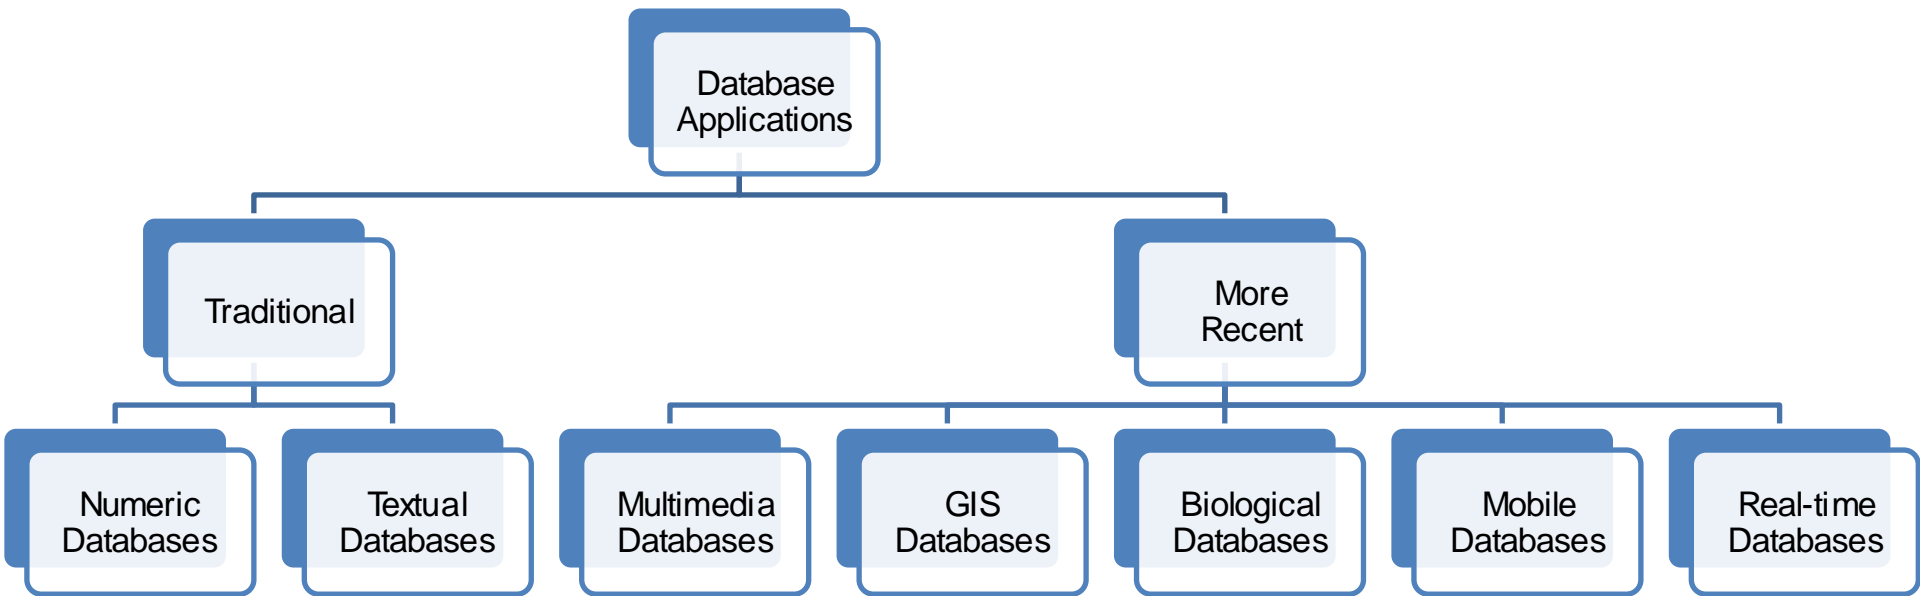 Database
Applications
Traditional
More
Recent
Numeric
Databases
Textual
Databases
Multimedia
Databases
GIS
Databases
Biological
Databases
Mobile
Databases
Real-time
Databases